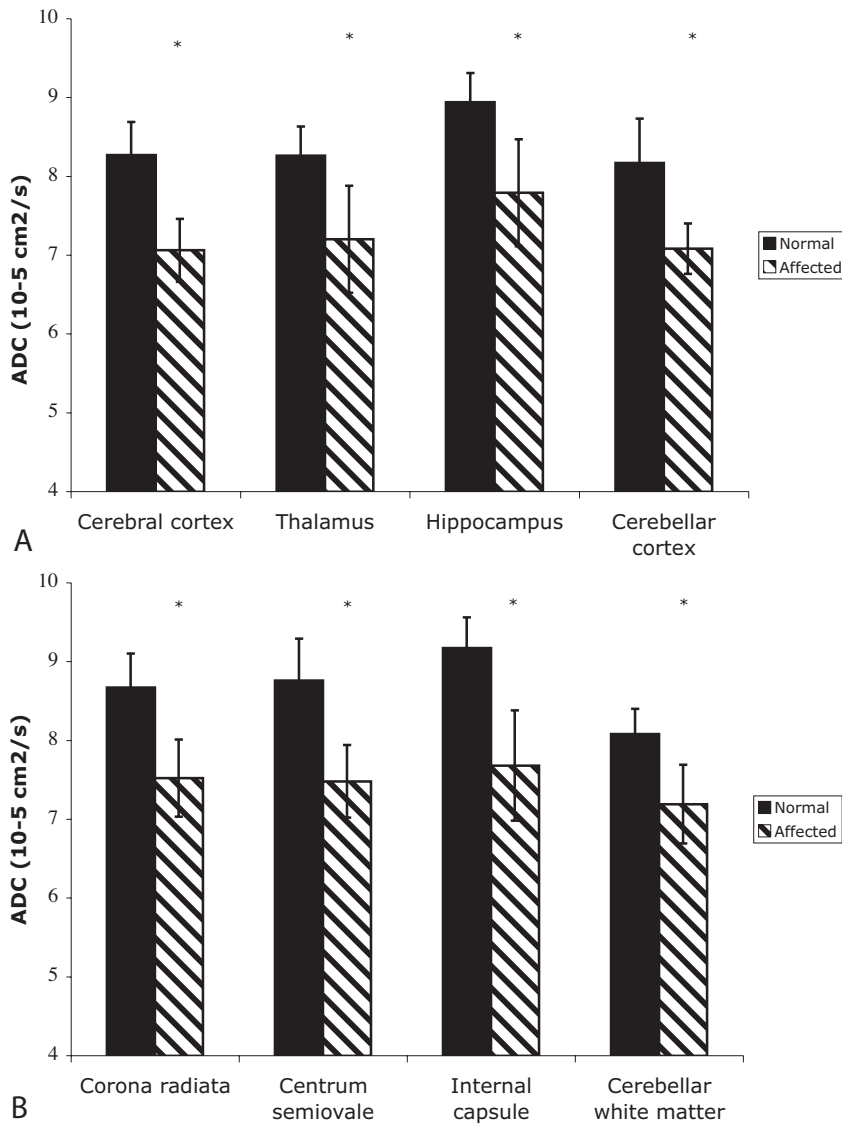 10
9
8
7
6
5
4
ADC (10-5 cm2/s)
* * * *
Normal
Affected
Cerebral cortex Thalamus Hippocampus Cerebellar
cortex
A
10
9
8
7
6
5
4
ADC (10-5 cm2/s)
* * * *
Normal
Affected
Corona radiata Centrum Internal Cerebellar
semiovale capsule white matter
B